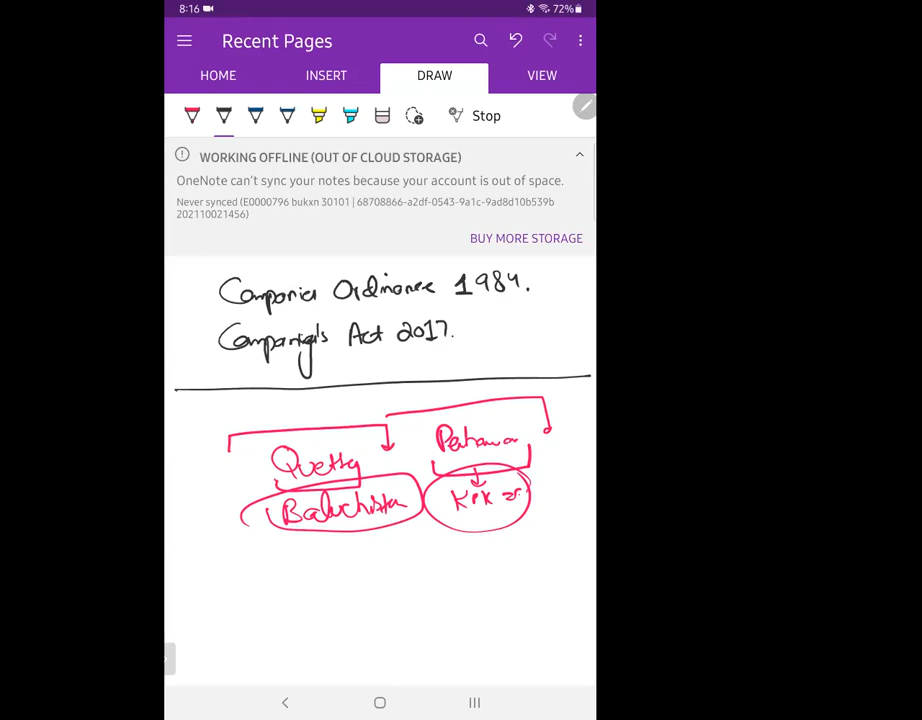 8:16 72%
Recent Pages
HOME INSERT DRAW VIEW
Stop
WORKING OFFLINE (OUT OF CLOUD STORAGE)
OneNote can't sync your notes because your account is out of space.
Never synced (E0000796 bukxn 30101 | 68708866-a2df-0543-9a1c-9ad8d10b539b
202110021456)
BUY MORE STORAGE
Companies Ordinance 1984.
Companies Act 2017.
Quetta Peshawar
Baluchistan KPK